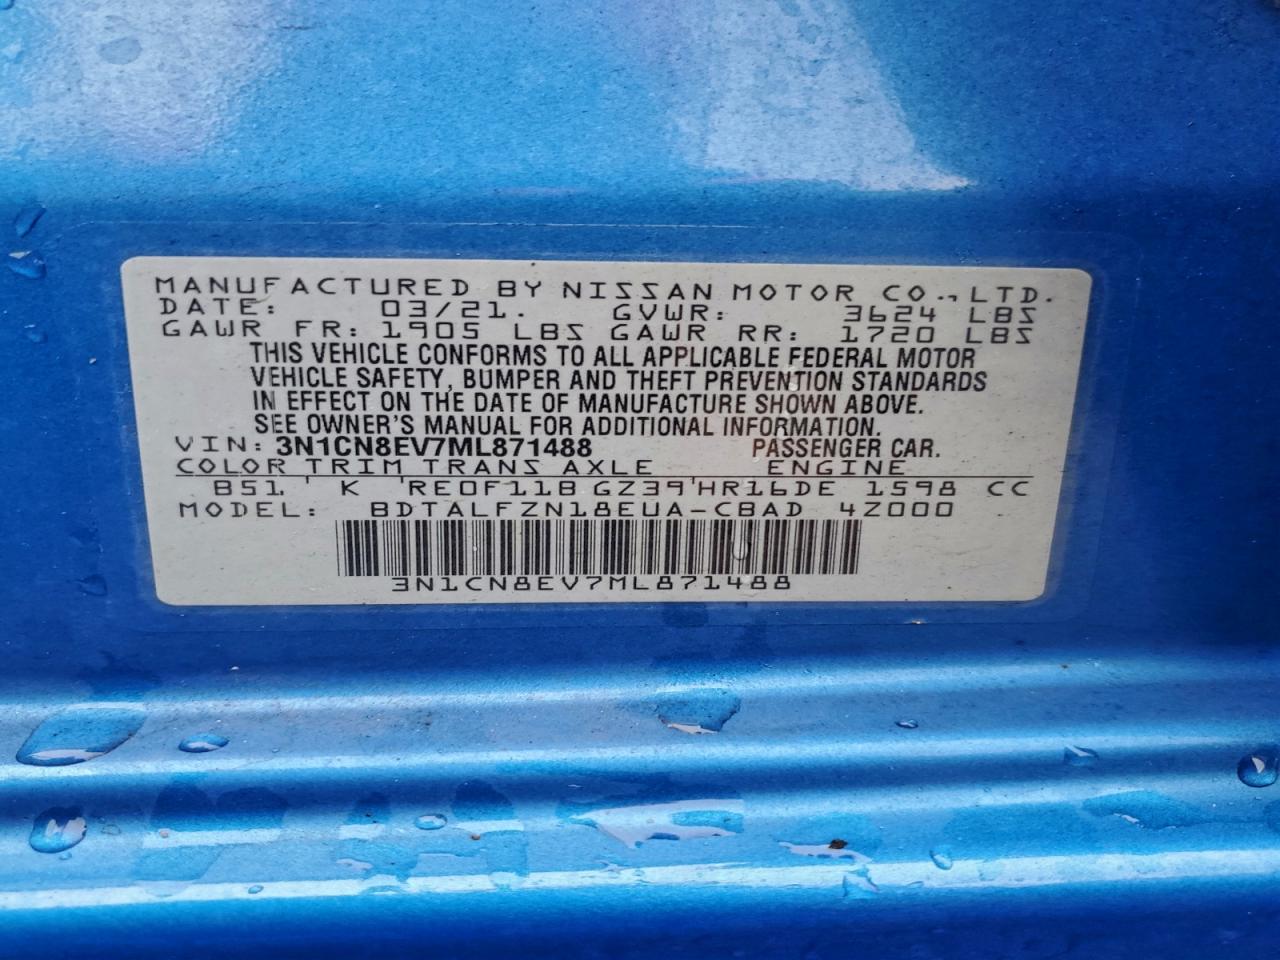 MANUFACTURED BY NISSAN MOTOR CO., LTD.
DATE: 03/21. GVWR: 3624 LBS
GAWR FR: 1905 LBS GAWR RR: 1720 LBS
THIS VEHICLE CONFORMS TO ALL APPLICABLE FEDERAL MOTOR
VEHICLE SAFETY, BUMPER AND THEFT PREVENTION STANDARDS
IN EFFECT ON THE DATE OF MANUFACTURE SHOWN ABOVE.
SEE OWNER'S MANUAL FOR ADDITIONAL INFORMATION.
VIN: 3N1CN8EV7ML871488 PASSENGER CAR.
COLOR TRIM TRANS AXLE ENGINE
B51 ' K 'RE0F11B GZ39'HR16DE 1598 CC
MODEL: BDTALFZN18EUA-CBAD 4Z000
3N1CN8EV7ML871488